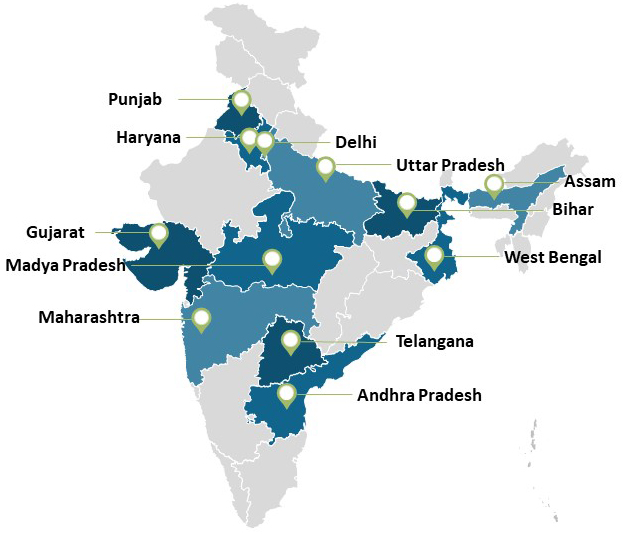 Punjab
Haryana
Delhi
Uttar Pradesh
Assam
Bihar
Gujarat
West Bengal
Madya Pradesh
Maharashtra
Telangana
Andhra Pradesh